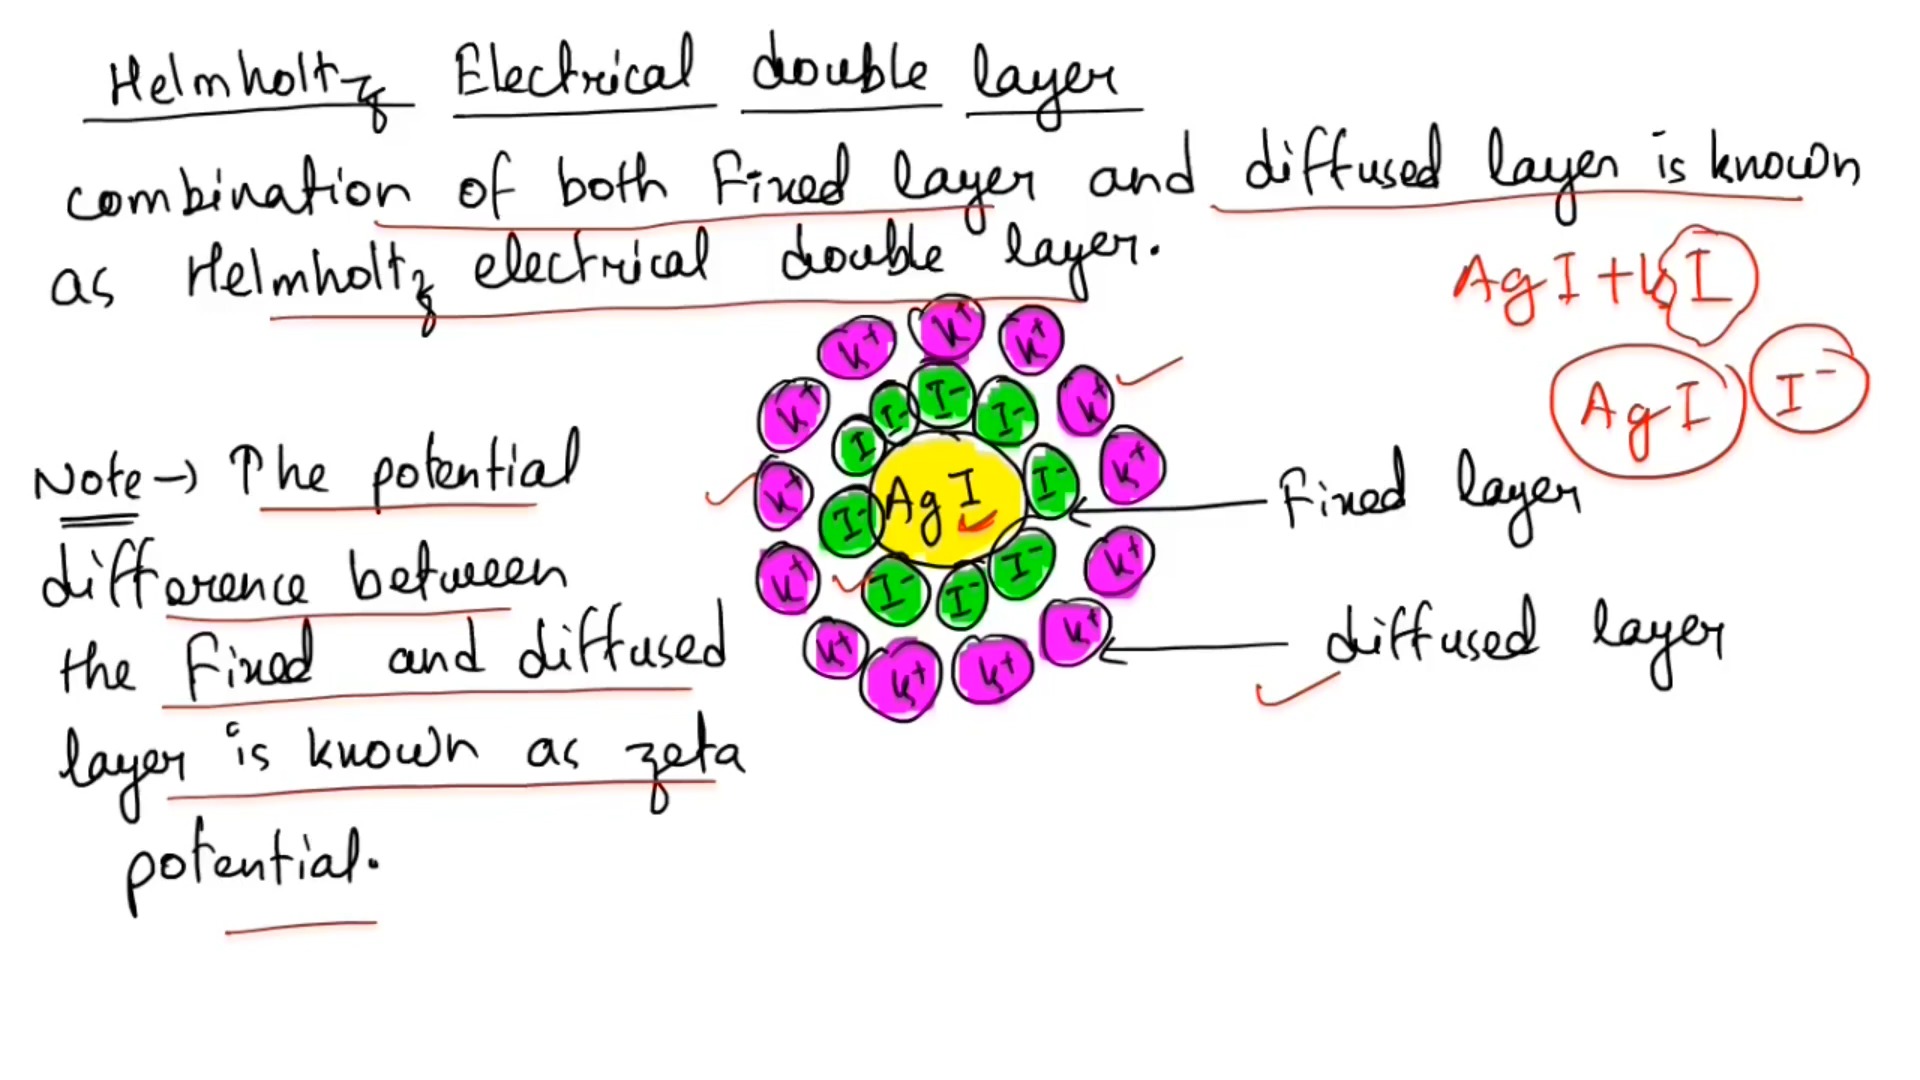 Helmholtz Electrical double layer
combination of both Fixed layer and diffused layer is known
as Helmholtz electrical double layer.
AgI + KI
AgI I⁻
K⁺ K⁺ K⁺
K⁺ K⁺
I⁻ I⁻ I⁻
I
K⁺ K⁺
I⁻ AgI I⁻
K⁺ K⁺
I⁻ I⁻ I⁻
K⁺ K⁺
K⁺ K⁺
Fixed layer
diffused layer
Note → The potential
difference between
the Fixed and diffused
layer is known as zeta
potential.